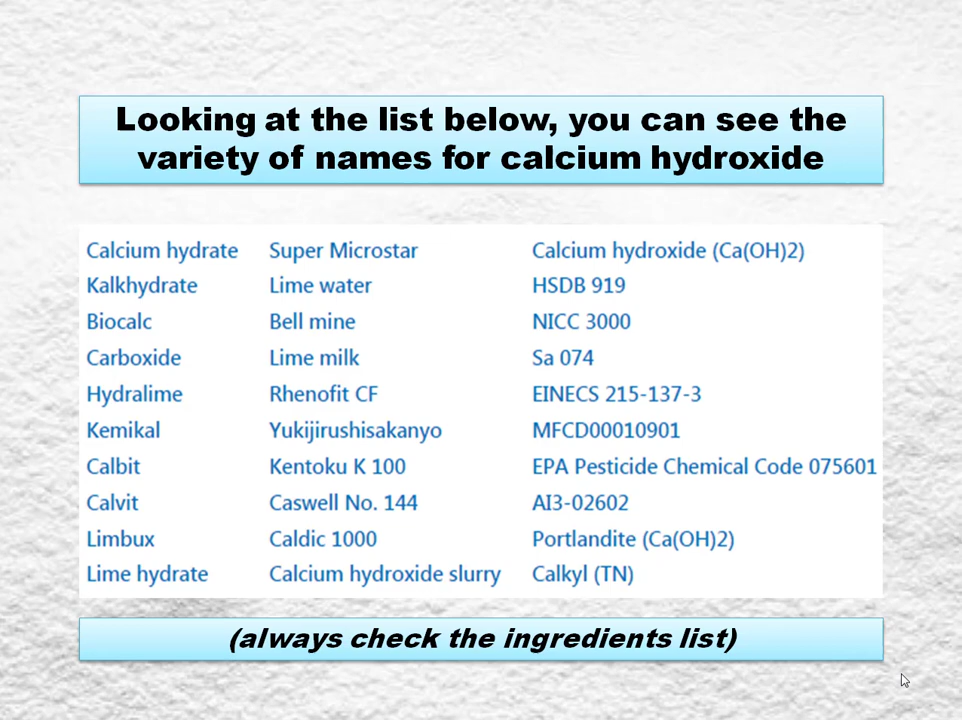 Looking at the list below, you can see the
variety of names for calcium hydroxide
Calcium hydrate Super Microstar Calcium hydroxide (Ca(OH)2)
Kalkhydrate Lime water HSDB 919
Biocalc Bell mine NICC 3000
Carboxide Lime milk Sa 074
Hydralime Rhenofit CF EINECS 215-137-3
Kemikal Yukijirushisakanyo MFCD00010901
Calbit Kentoku K 100 EPA Pesticide Chemical Code 075601
Calvit Caswell No. 144 AI3-02602
Limbux Caldic 1000 Portlandite (Ca(OH)2)
Lime hydrate Calcium hydroxide slurry Calkyl (TN)
(always check the ingredients list)